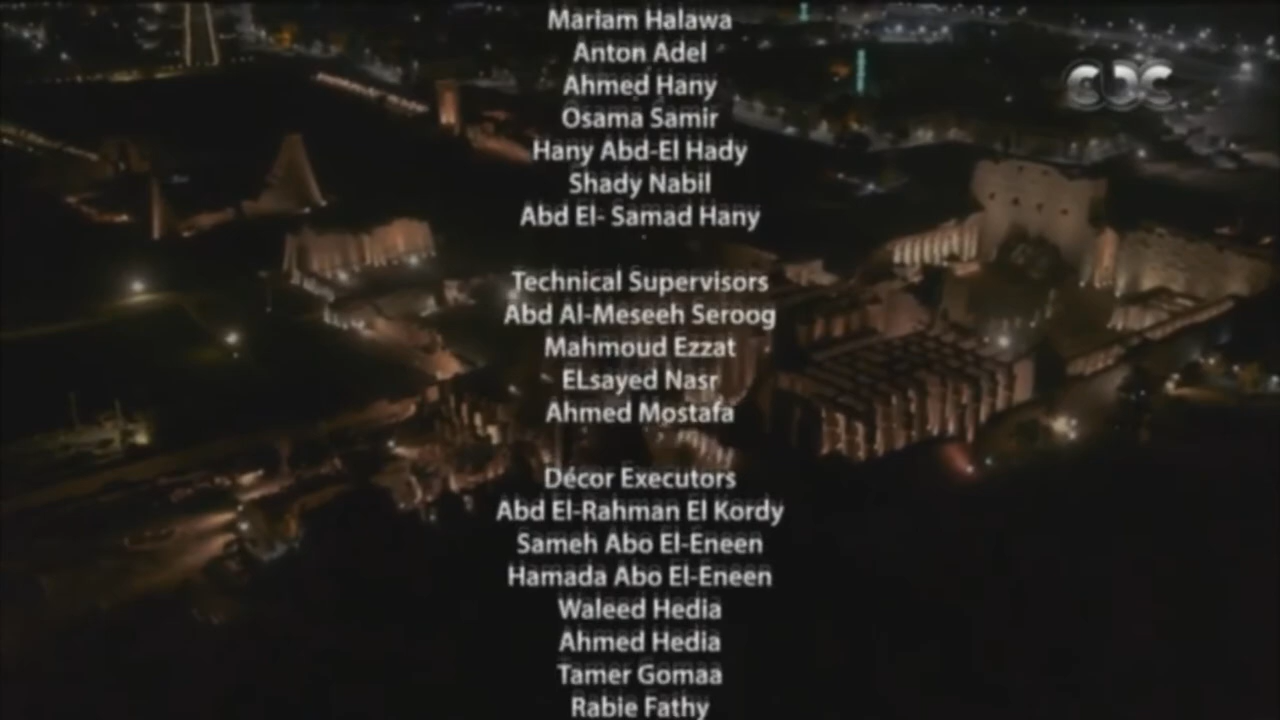 Mariam Halawa
Anton Adel
Ahmed Hany
Osama Samir
Hany Abd-El Hady
Shady Nabil
Abd El- Samad Hany
Technical Supervisors
Abd Al-Meseeh Seroog
Mahmoud Ezzat
ELsayed Nasr
Ahmed Mostafa
Décor Executors
Abd El-Rahman El Kordy
Sameh Abo El-Eneen
Hamada Abo El-Eneen
Waleed Hedia
Ahmed Hedia
Tamer Gomaa
Rabie Fathy
CBC